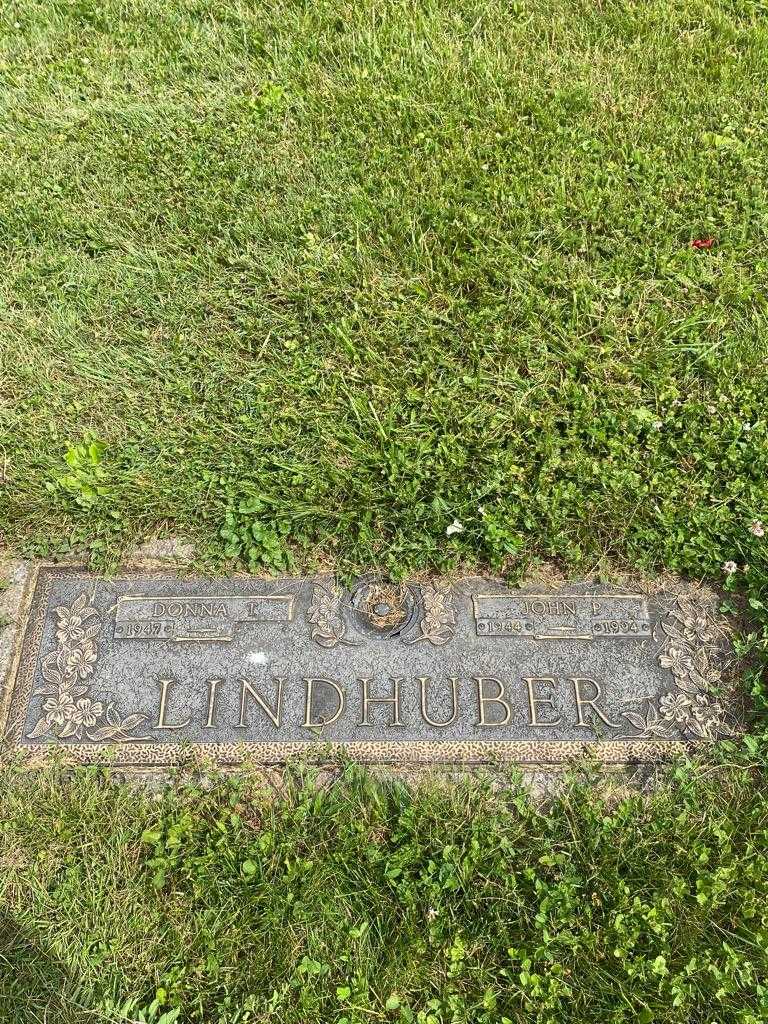 DONNA T. JOHN P.
1947 1944 1994
LINDHUBER